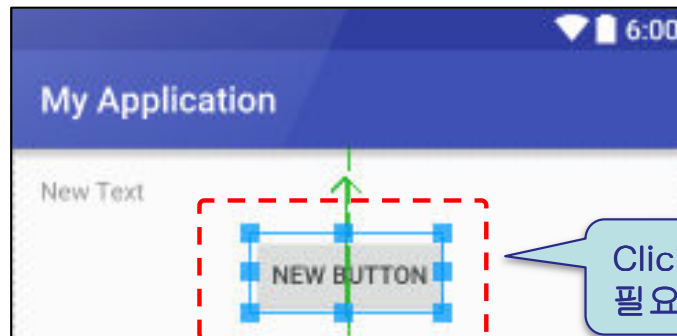 6:00
My Application
New Text
NEW BUTTON
Clic
필요